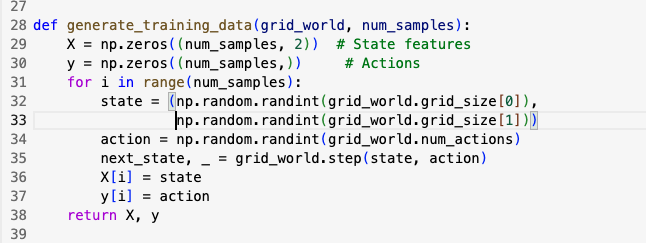 27
28 def generate_training_data(grid_world, num_samples):
29     X = np.zeros((num_samples, 2))  # State features
30     y = np.zeros((num_samples,))     # Actions
31     for i in range(num_samples):
32         state = (np.random.randint(grid_world.grid_size[0]),
33                  np.random.randint(grid_world.grid_size[1]))
34         action = np.random.randint(grid_world.num_actions)
35         next_state, _ = grid_world.step(state, action)
36         X[i] = state
37         y[i] = action
38     return X, y
39